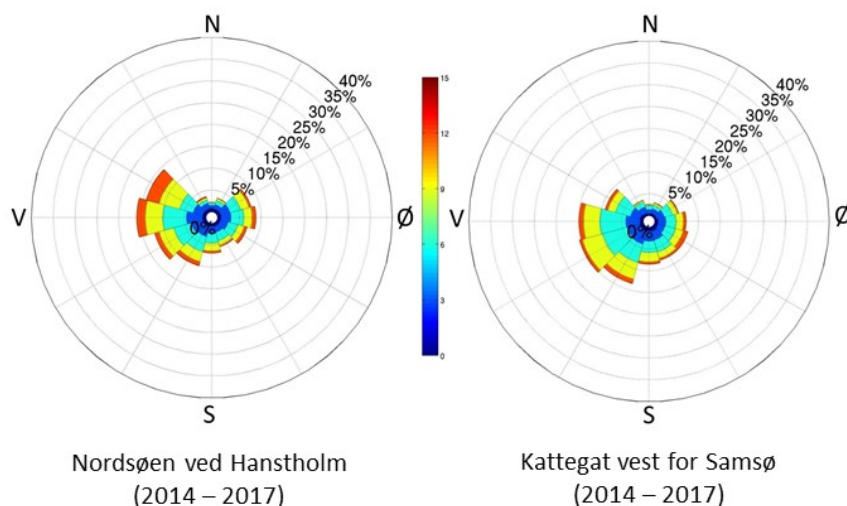 N
40%
35%
30%
25%
20%
15%
10%
5%
0%
V
Ø
S
15
12
9
6
3
0
N
40%
35%
30%
25%
20%
15%
10%
5%
0%
V
Ø
S
Nordsøen ved Hanstholm
(2014 – 2017)
Kattegat vest for Samsø
(2014 – 2017)